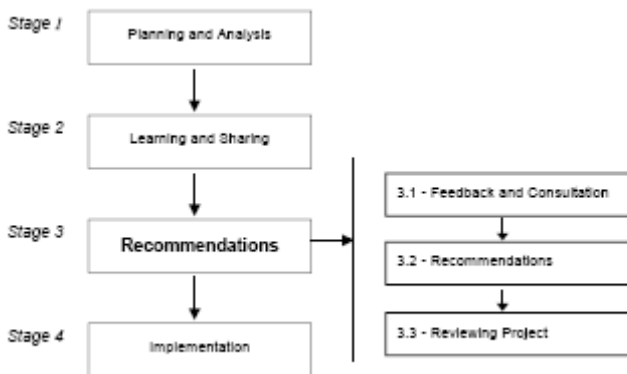 Stage 1
Planning and Analysis
Stage 2
Learning and Sharing
Stage 3
Recommendations
Stage 4
Implementation
3.1 - Feedback and Consultation
3.2 - Recommendations
3.3 - Reviewing Project